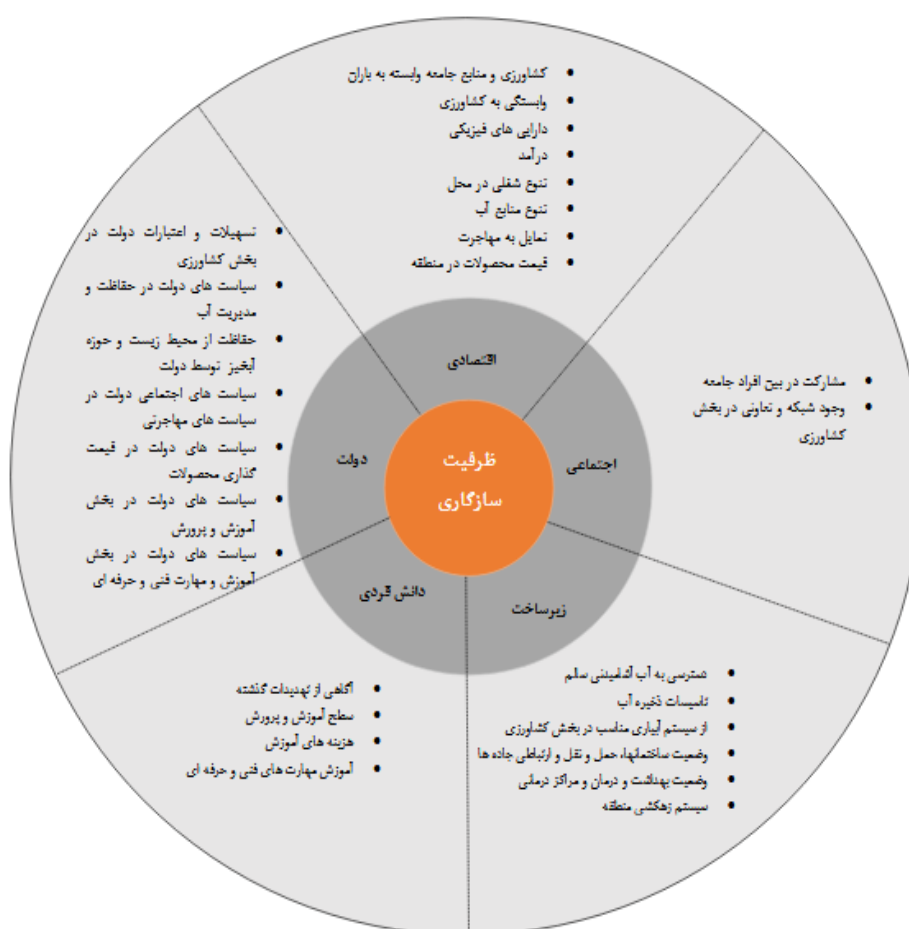 کشاورزی و منابع جامعه وابسته به باران
وابستگی به کشاورزی
دارایی های فیزیکی
درآمد
تنوع شغلی در محل
تنوع منابع آب
تمایل به مهاجرت
قیمت محصولات در منطقه
اقتصادی
مشارکت در بین افراد جامعه
وجود شبکه و تعاونی در بخش
کشاورزی
اجتماعی
تسهیلات و اعتبارات دولت در
بخش کشاورزی
سیاست های دولت در حفاظت و
مدیریت آب
حفاظت از محیط زیست و حوزه
آبخیز توسط دولت
سیاست های اجتماعی دولت در
سیاست های مهاجرتی
سیاست های دولت در قیمت
گذاری محصولات
سیاست های دولت در بخش
آموزش و پرورش
سیاست های دولت در بخش
آموزش و مهارت فنی و حرفه ای
دولت
ظرفیت
سازگاری
زیرساخت
دسترسی به آب آشامیدنی سالم
تاسیسات ذخیره آب
از سیستم آبیاری مناسب در بخش کشاورزی
وضعیت ساختمانها، حمل و نقل و ارتباطی جاده ها
وضعیت بهداشت و درمان و مراکز درمانی
سیستم زهکشی منطقه
دانش فردی
آگاهی از تهدیدات گذشته
سطح آموزش و پرورش
هزینه های آموزش
آموزش مهارت های فنی و حرفه ای